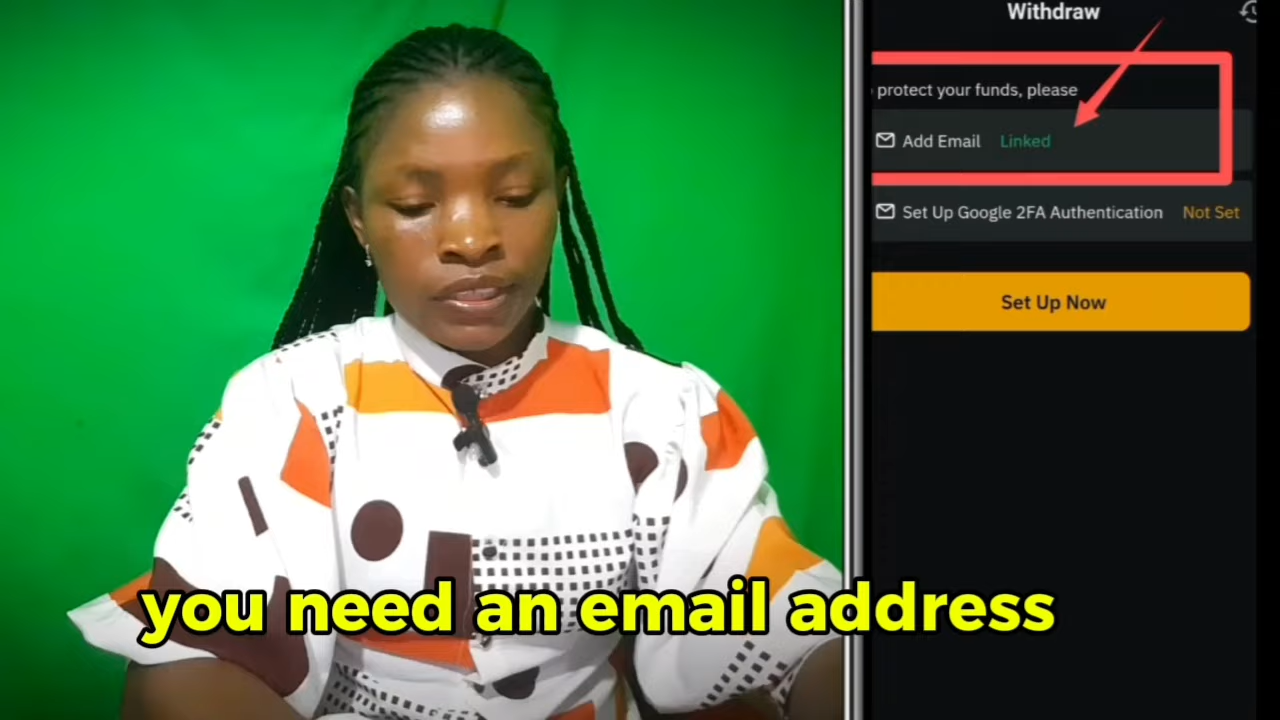 Withdraw
protect your funds, please
Add Email Linked
Set Up Google 2FA Authentication Not Set
Set Up Now
you need an email address